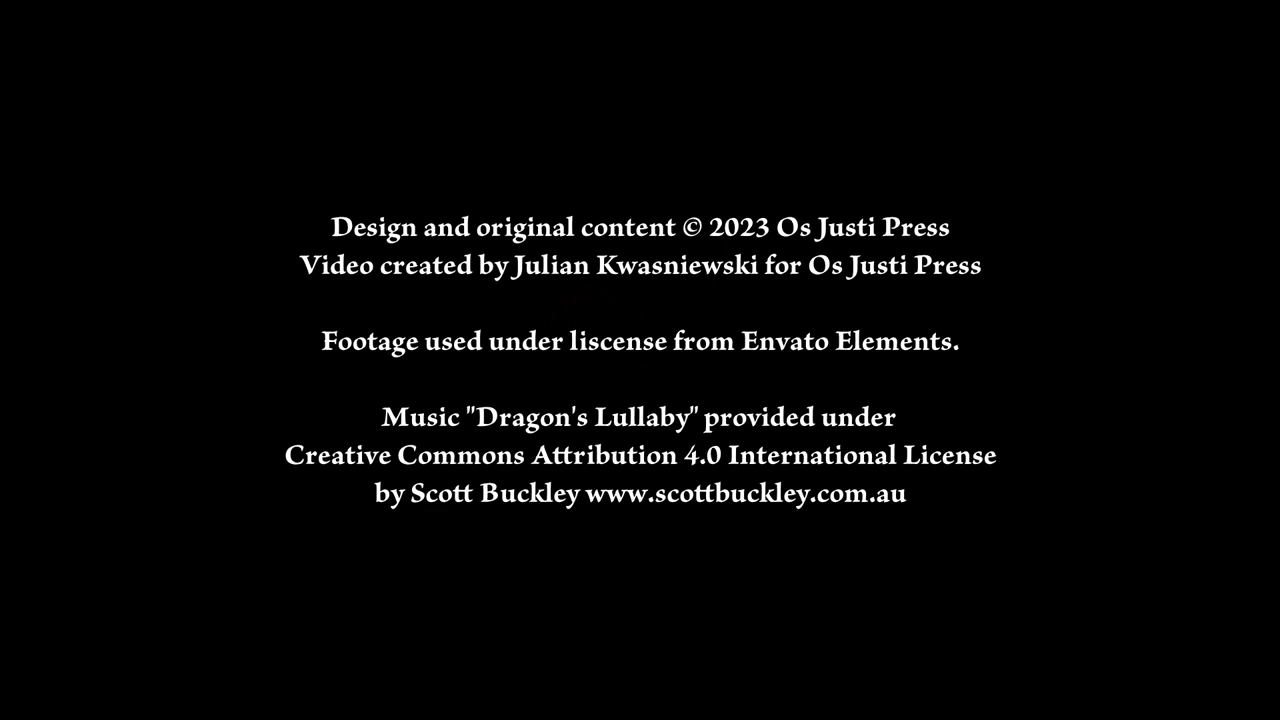 Design and original content © 2023 Os Justi Press
Video created by Julian Kwasniewski for Os Justi Press
Footage used under liscense from Envato Elements.
Music "Dragon's Lullaby" provided under
Creative Commons Attribution 4.0 International License
by Scott Buckley www.scottbuckley.com.au